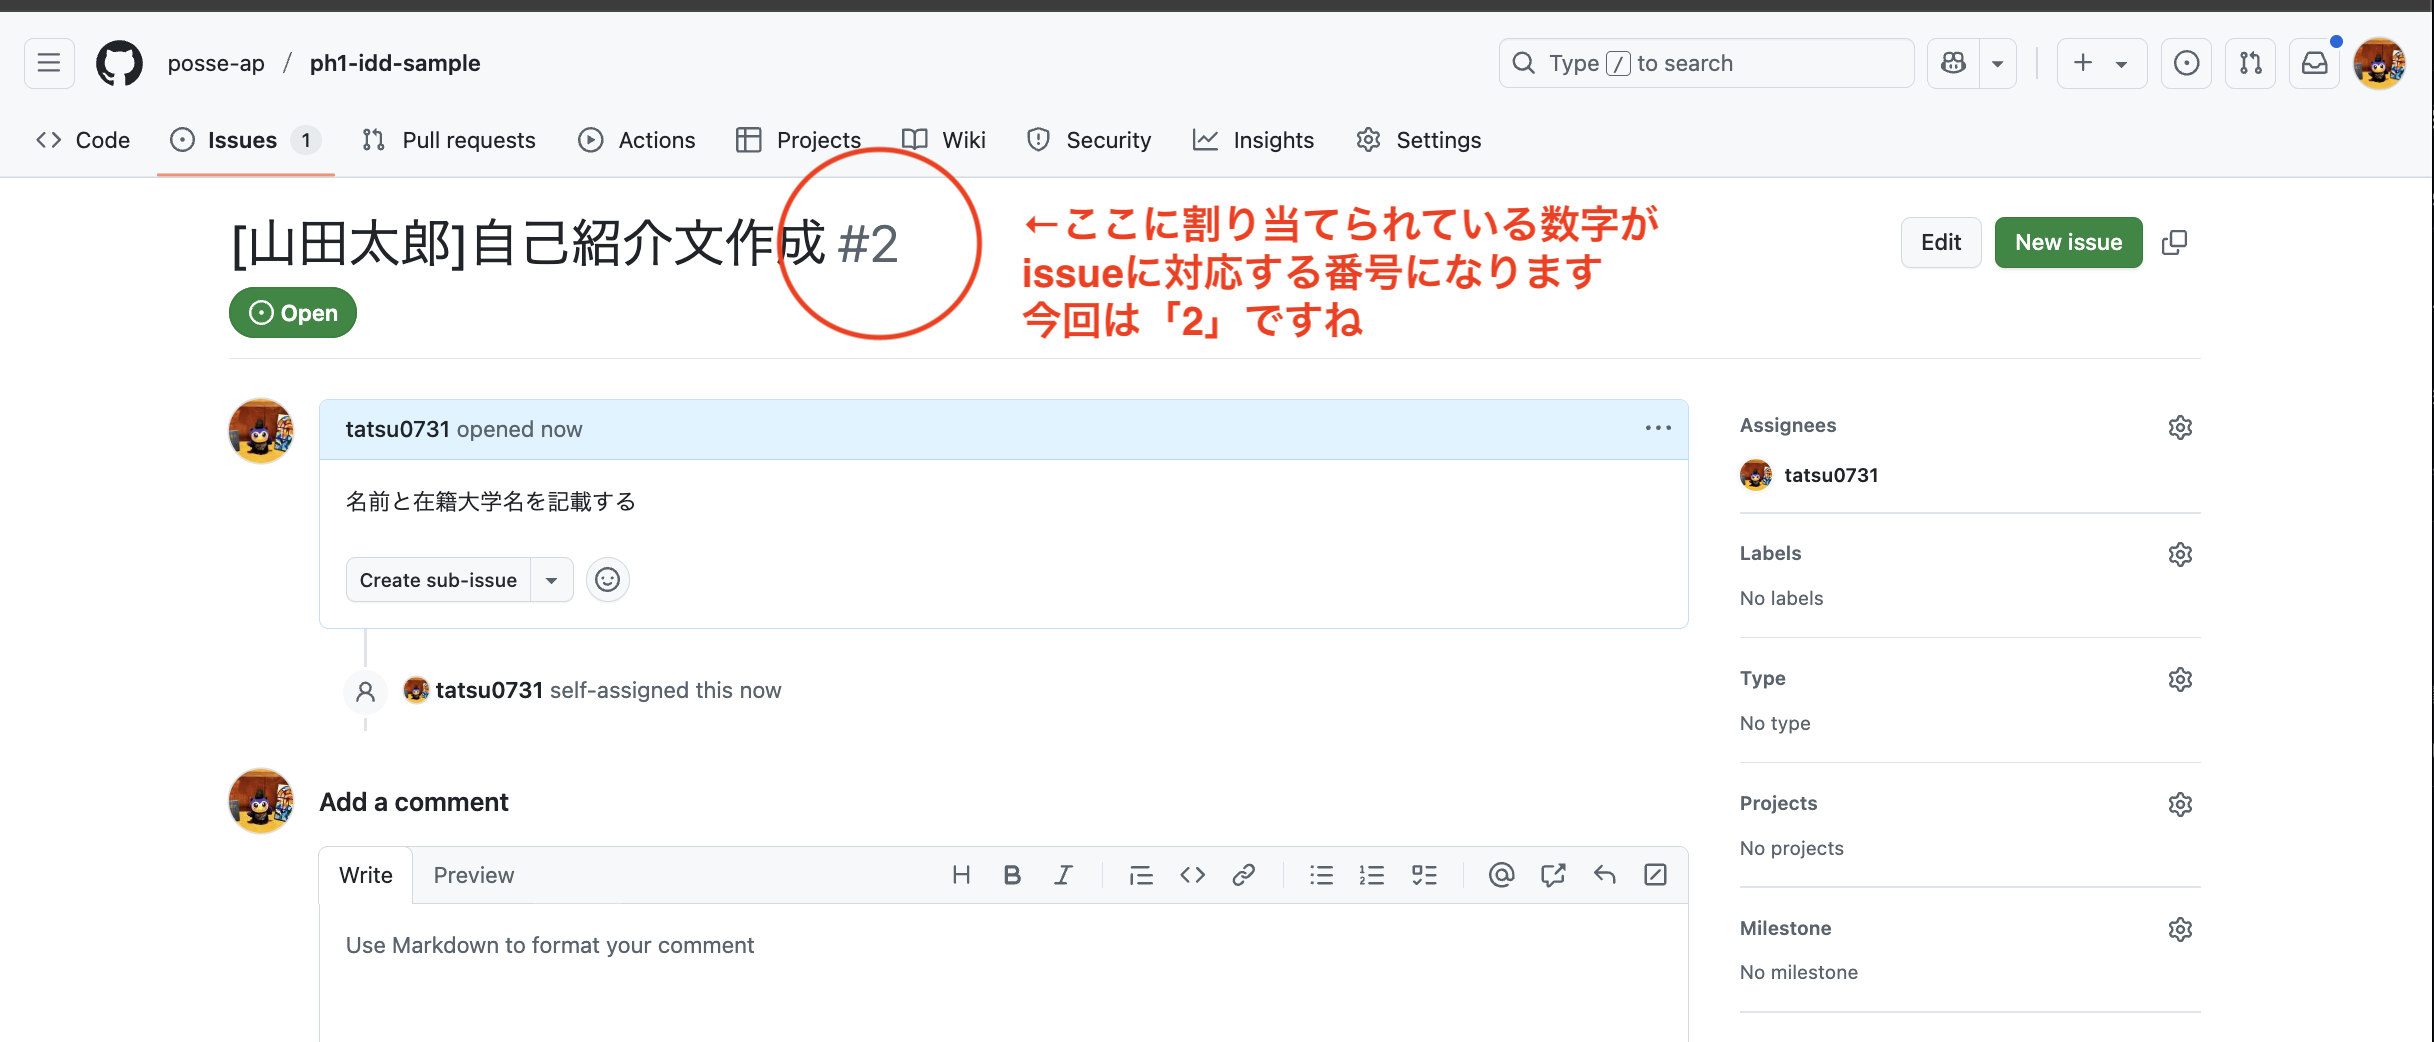 posse-ap / ph1-idd-sample
Type / to search
Code
Issues 1
Pull requests
Actions
Projects
Wiki
Security
Insights
Settings
[山田太郎]自己紹介文作成 #2
←ここに割り当てられている数字が
issueに対応する番号になります
今回は「2」ですね
Edit
New issue
Open
tatsu0731 opened now
名前と在籍大学名を記載する
Create sub-issue
tatsu0731 self-assigned this now
Add a comment
Write
Preview
Use Markdown to format your comment
Assignees
tatsu0731
Labels
No labels
Type
No type
Projects
No projects
Milestone
No milestone